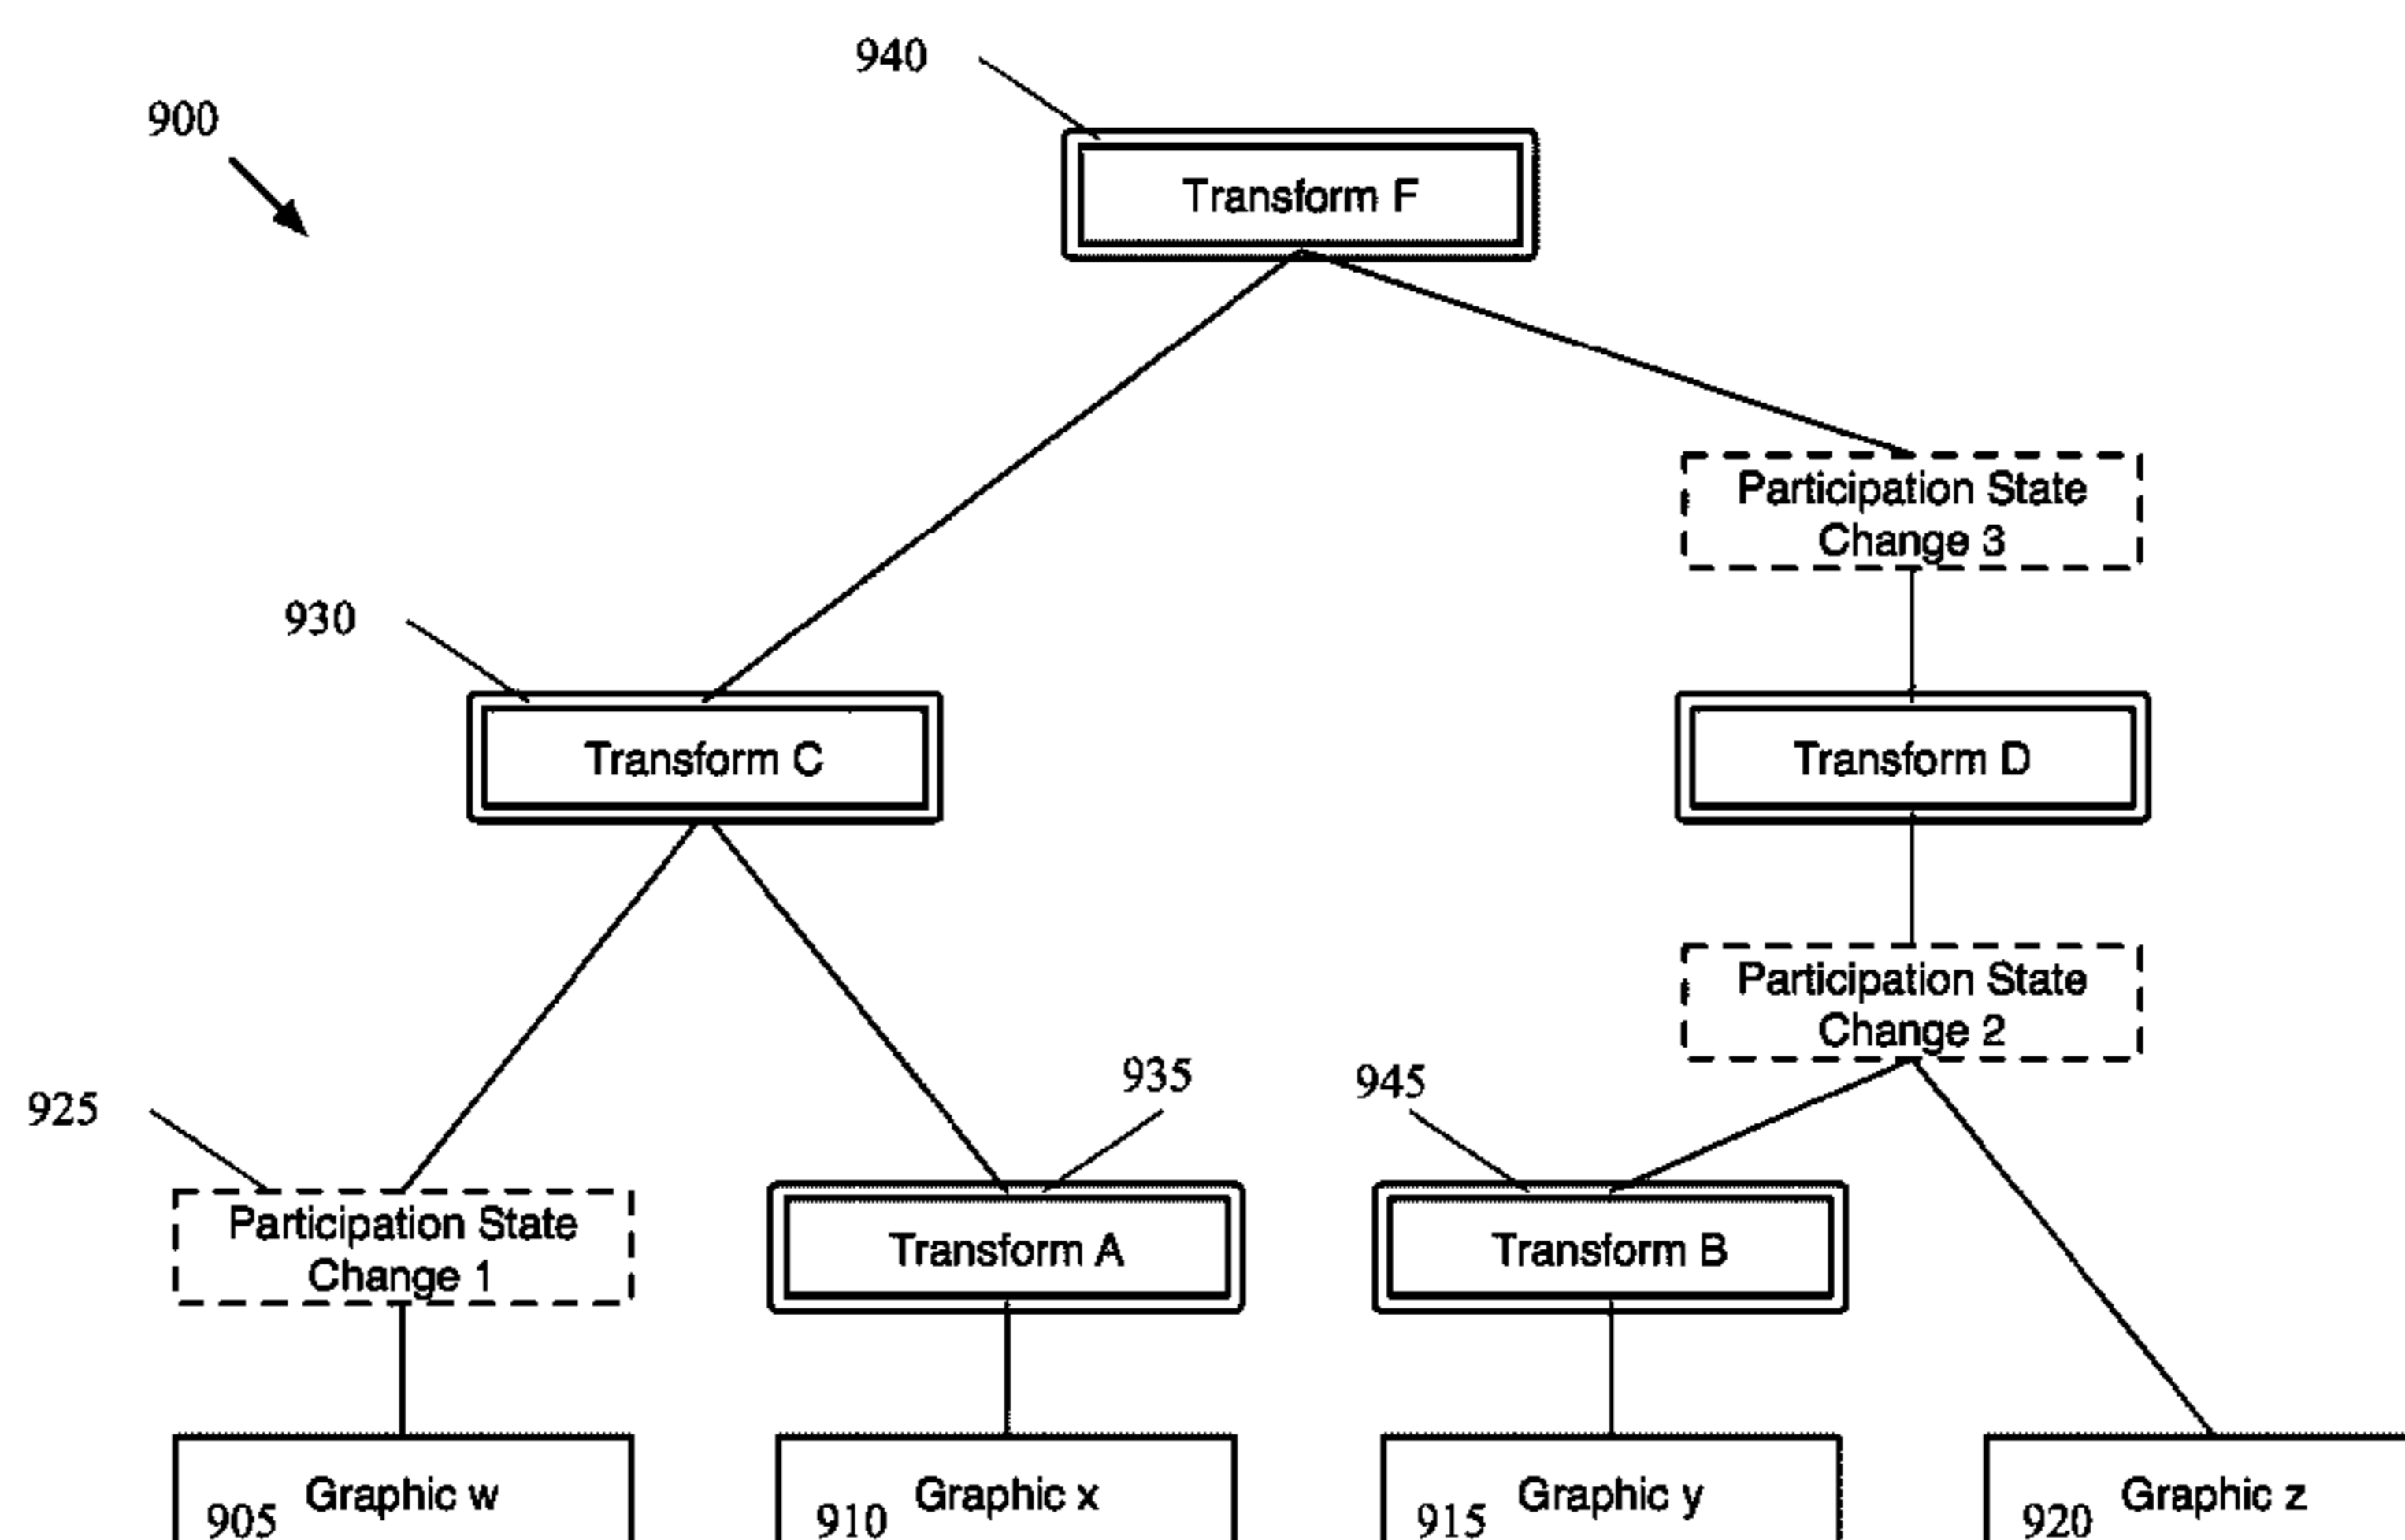 940
900
Transform F
Participation State
Change 3
930
Transform C
Transform D
Participation State
Change 2
935
945
925
Participation State
Change 1
Transform A
Transform B
Graphic w
905
Graphic x
910
Graphic y
915
Graphic z
920